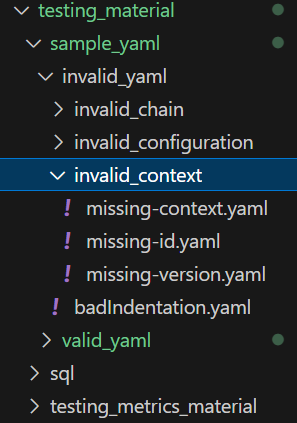 testing_material
sample_yaml
invalid_yaml
invalid_chain
invalid_configuration
invalid_context
! missing-context.yaml
! missing-id.yaml
! missing-version.yaml
! badIndentation.yaml
valid_yaml
sql
testing_metrics_material